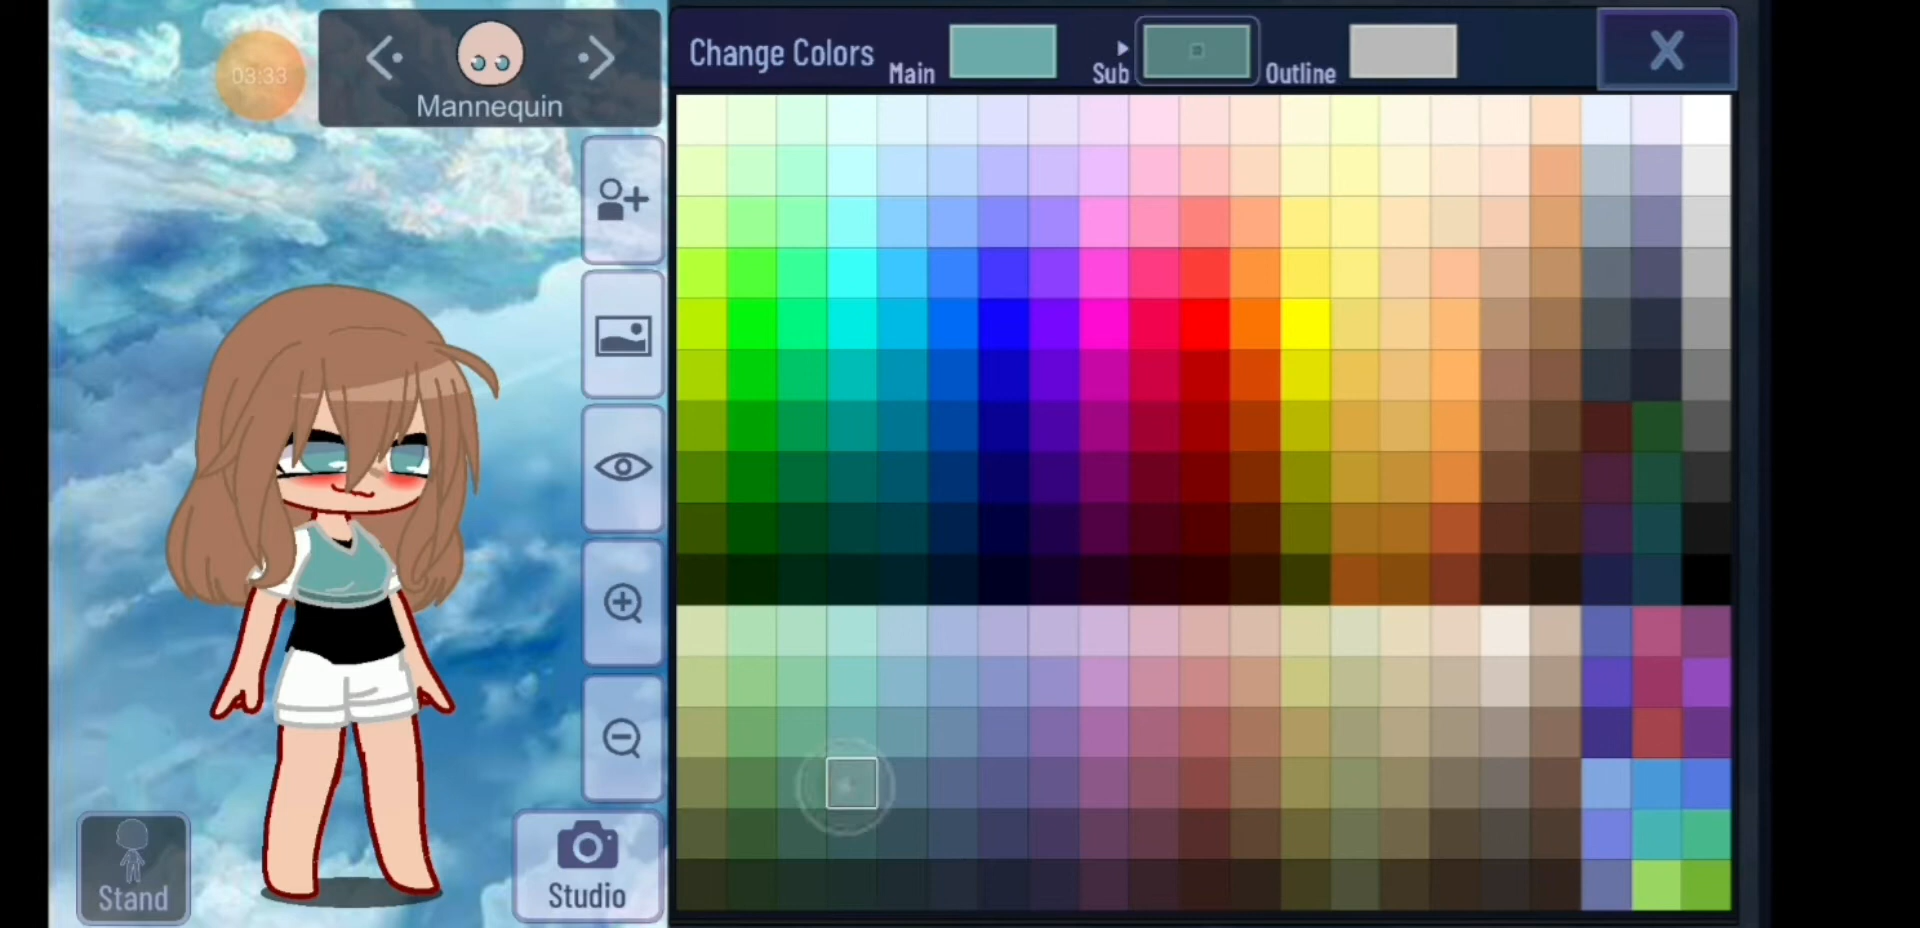 03:33
Mannequin
Change Colors
Main
Sub
Outline
X
Stand
Studio